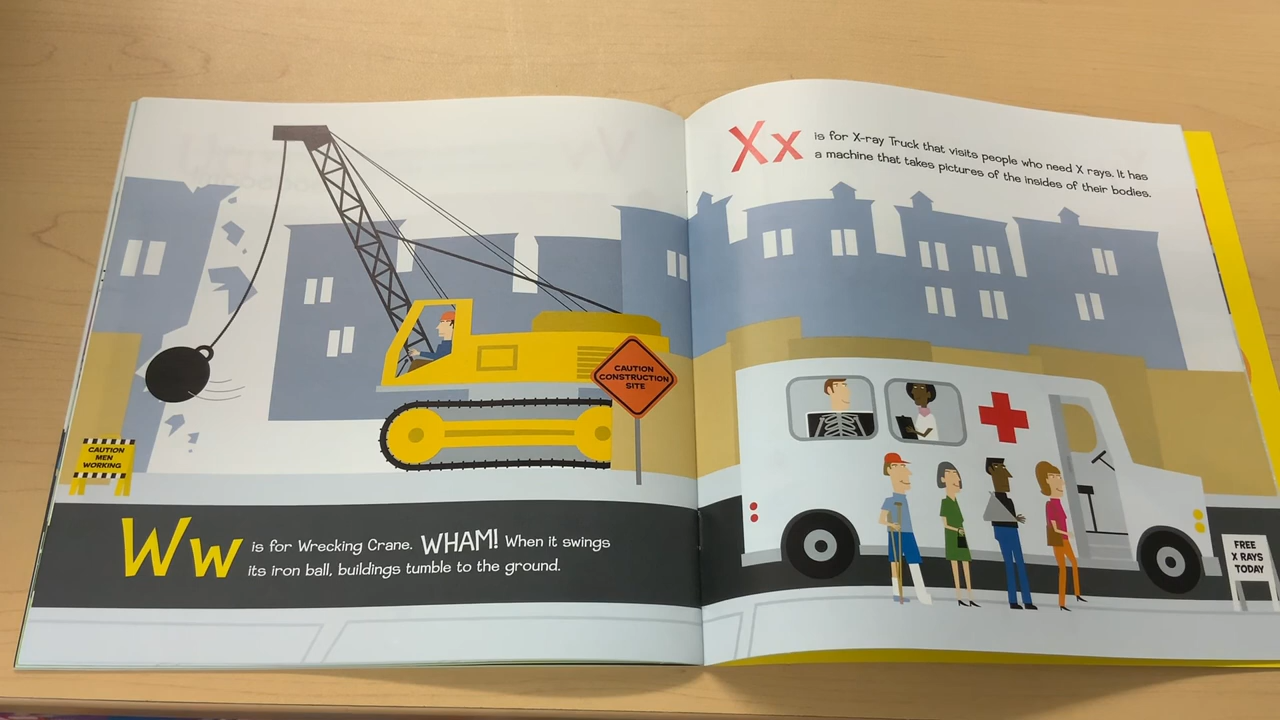 CAUTION
MEN
WORKING
CAUTION
CONSTRUCTION
SITE
Ww is for Wrecking Crane. WHAM! When it swings
its iron ball, buildings tumble to the ground.
Xx is for X-ray Truck that visits people who need X rays. It has
a machine that takes pictures of the insides of their bodies.
FREE
X RAYS
TODAY